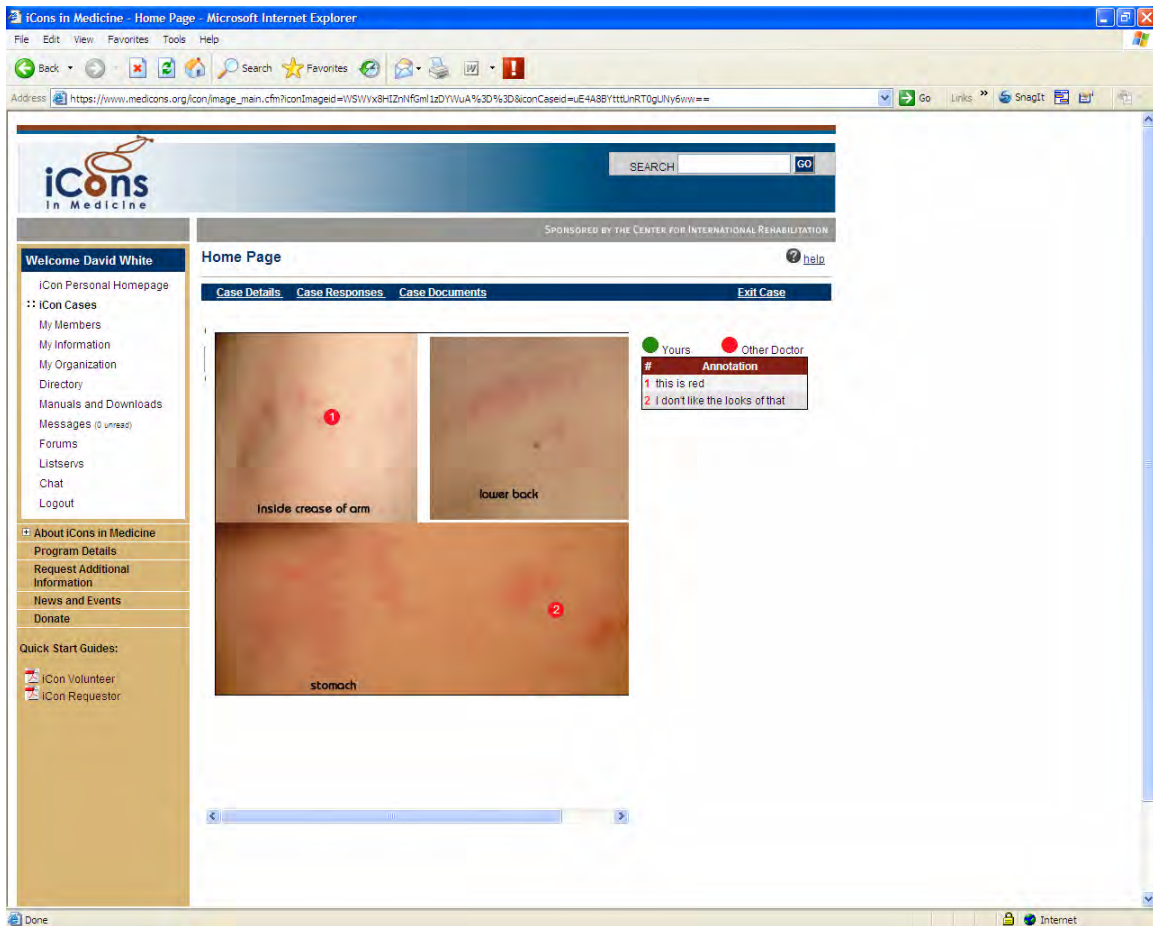 iCons in Medicine - Home Page - Microsoft Internet Explorer
File Edit View Favorites Tools Help
Back Search Favorites
Address https://www.medicons.org/icon/image_main.cfm?iconImageid=WSWVx8HIZnNfGml1zDYWuA%3D%3D&iconCaseid=uE4A8BYtttUnRT0gUNy6ww== Go Links » SnagIt
iCons
In Medicine
SEARCH GO
SPONSORED BY THE CENTER FOR INTERNATIONAL REHABILITATION
Welcome David White
iCon Personal Homepage
iCon Cases
My Members
My Information
My Organization
Directory
Manuals and Downloads
Messages (0 unread)
Forums
Listservs
Chat
Logout
About iCons in Medicine
Program Details
Request Additional
Information
News and Events
Donate
Quick Start Guides:
iCon Volunteer
iCon Requestor
Home Page help
Case Details Case Responses Case Documents Exit Case
1
inside crease of arm
lower back
2
stomach
Yours Other Doctor
# Annotation
1 this is red
2 I don't like the looks of that
Done Internet